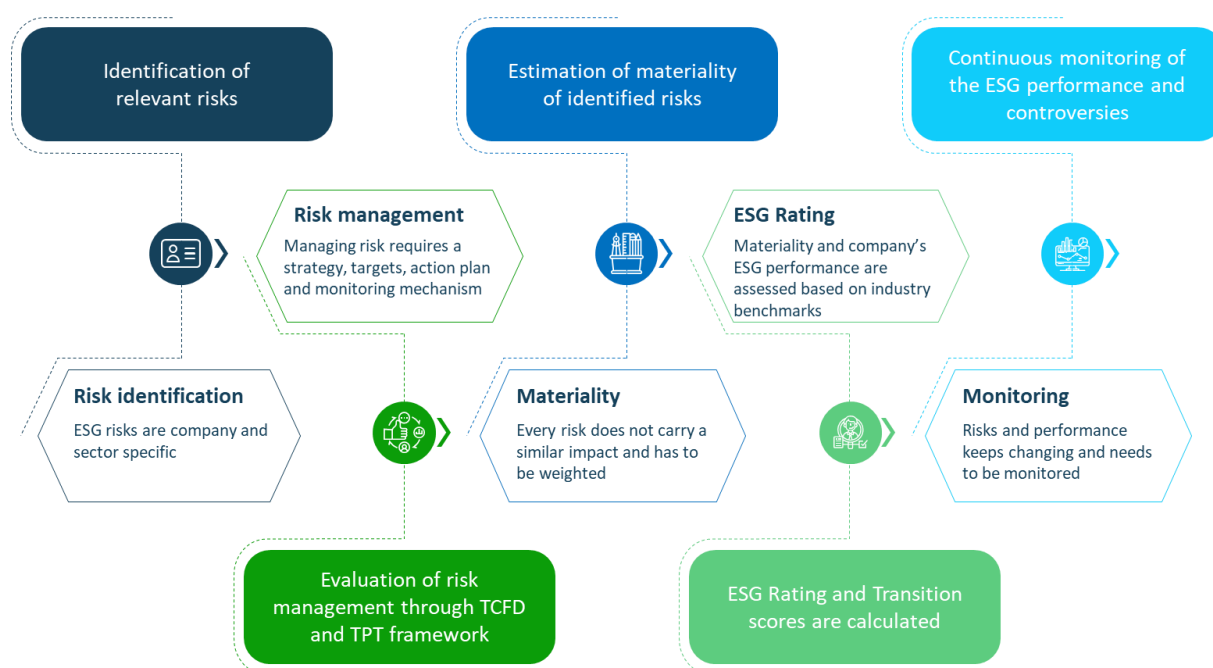 Identification of
relevant risks
Estimation of materiality
of identified risks
Continuous monitoring of
the ESG performance and
controversies
Risk management
Managing risk requires a
strategy, targets, action plan
and monitoring mechanism
ESG Rating
Materiality and company’s
ESG performance are
assessed based on industry
benchmarks
Risk identification
ESG risks are company and
sector specific
Materiality
Every risk does not carry a
similar impact and has to
be weighted
Monitoring
Risks and performance
keeps changing and needs
to be monitored
Evaluation of risk
management through TCFD
and TPT framework
ESG Rating and Transition
scores are calculated